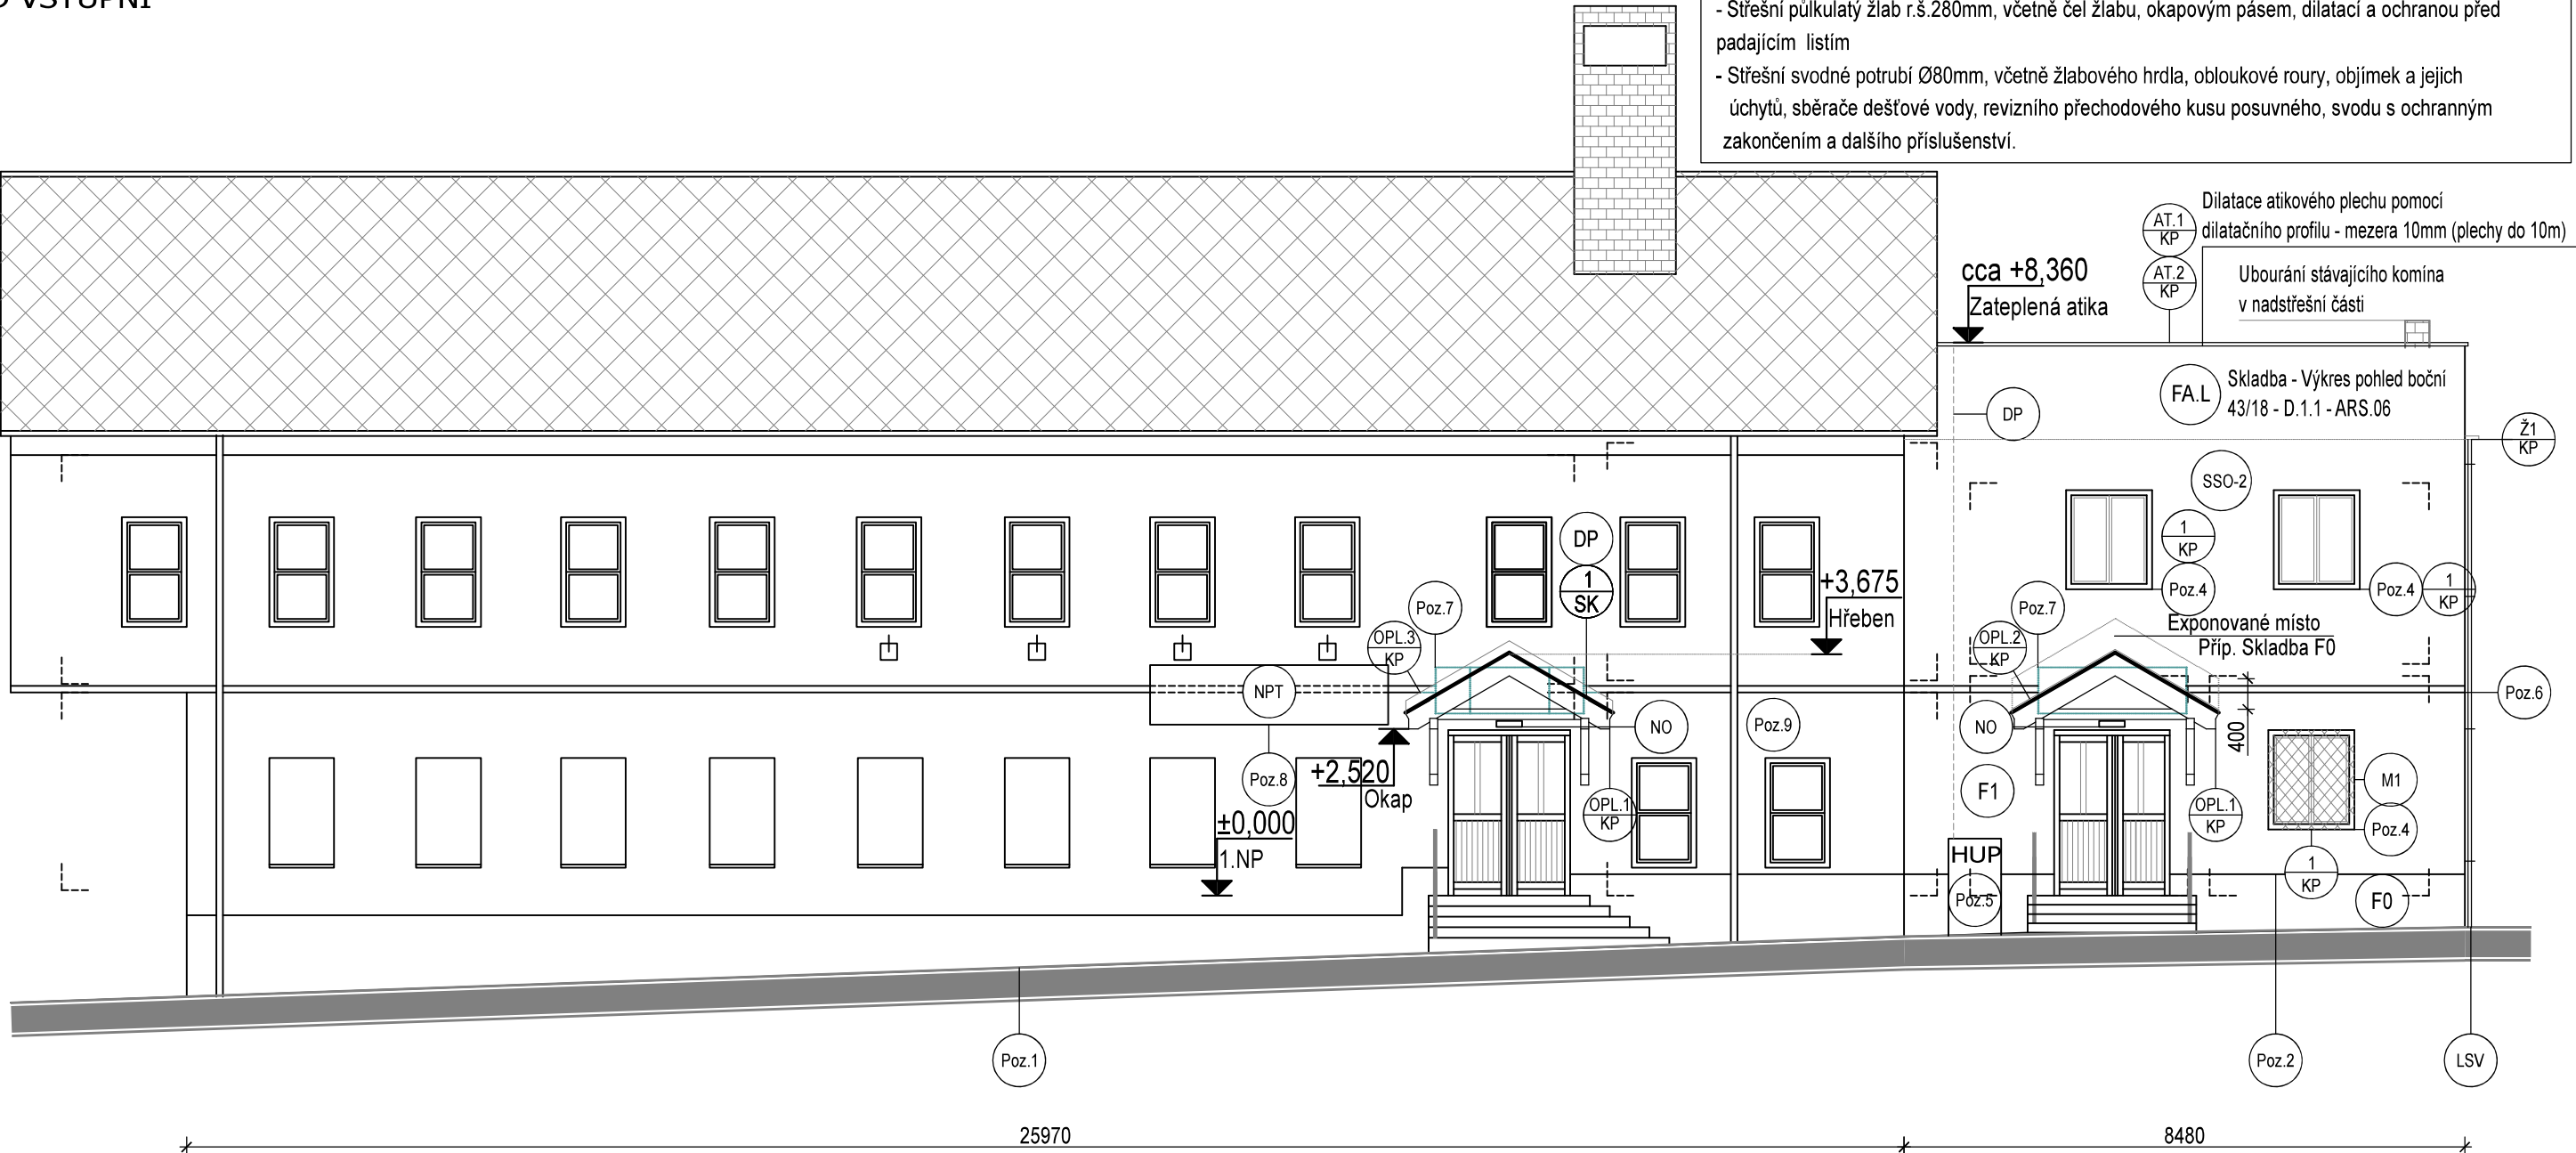 VSTUPNÍ
- Střešní půlkulatý žlab r.š.280mm, včetně čel žlabu, okapovým pásem, dilatací a ochranou před
padajícím listím
- Střešní svodné potrubí Ø80mm, včetně žlabového hrdla, obloukové roury, objímek a jejich
úchytů, sběrače dešťové vody, revizního přechodového kusu posuvného, svodu s ochranným
zakončením a dalšího příslušenství.
Dilatace atikového plechu pomocí
dilatačního profilu - mezera 10mm (plechy do 10m)
AT.1
KP
AT.2
KP
cca +8,360
Zateplená atika
Ubourání stávajícího komína
v nadstřešní části
FA.L
Skladba - Výkres pohled boční
43/18 - D.1.1 - ARS.06
DP
Ž1
KP
SSO-2
1
KP
Poz.4
Poz.4
1
KP
DP
1
SK
+3,675
Hřeben
Poz.7
OPL.3
KP
Poz.7
OPL.2
KP
Exponované místo
Příp. Skladba F0
NPT
Poz.6
NO
Poz.9
NO
400
Poz.8
+2,520
Okap
OPL.1
KP
F1
OPL.1
KP
M1
Poz.4
±0,000
1.NP
HUP
Poz.5
1
KP
F0
Poz.1
Poz.2
LSV
25970
8480